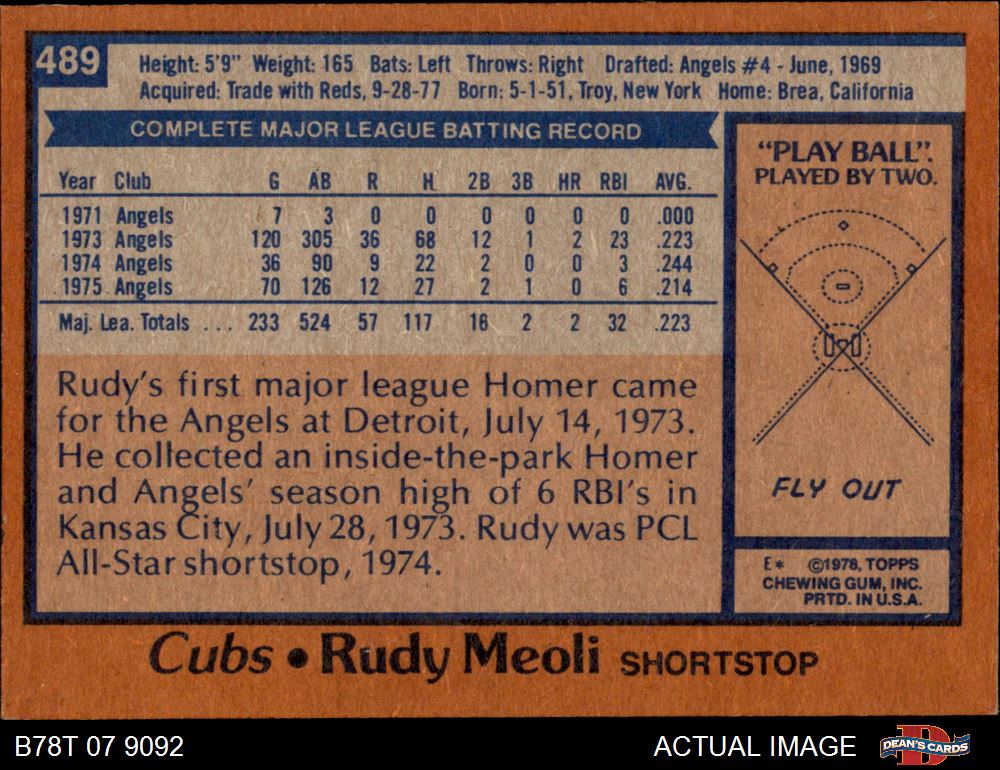 489
Height: 5'9" Weight: 165 Bats: Left Throws: Right Drafted: Angels #4 - June, 1969
Acquired: Trade with Reds, 9-28-77 Born: 5-1-51, Troy, New York Home: Brea, California
COMPLETE MAJOR LEAGUE BATTING RECORD
Year Club G AB R H 2B 3B HR RBI AVG.
1971 Angels 7 3 0 0 0 0 0 0 .000
1973 Angels 120 305 36 68 12 1 2 23 .223
1974 Angels 36 90 9 22 2 0 0 3 .244
1975 Angels 70 126 12 27 2 1 0 6 .214
Maj. Lea. Totals ... 233 524 57 117 16 2 2 32 .223
Rudy's first major league Homer came
for the Angels at Detroit, July 14, 1973.
He collected an inside-the-park Homer
and Angels' season high of 6 RBI's in
Kansas City, July 28, 1973. Rudy was PCL
All-Star shortstop, 1974.
"PLAY BALL".
PLAYED BY TWO.
FLY OUT
E* ©1978, TOPPS
CHEWING GUM, INC.
PRTD. IN U.S.A.
Cubs • Rudy Meoli SHORTSTOP
B78T 07 9092
ACTUAL IMAGE
D
DEAN'S CARDS